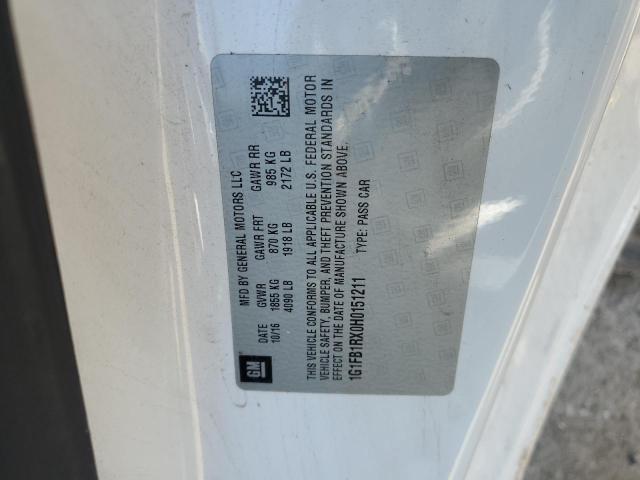 GM
MFD BY GENERAL MOTORS LLC
DATE GVWR GAWR FRT GAWR RR
10/16 1855 KG 870 KG 985 KG
4090 LB 1918 LB 2172 LB
THIS VEHICLE CONFORMS TO ALL APPLICABLE U.S. FEDERAL MOTOR
VEHICLE SAFETY, BUMPER, AND THEFT PREVENTION STANDARDS IN
EFFECT ON THE DATE OF MANUFACTURE SHOWN ABOVE.
1G1FB1RX0H0151211 TYPE: PASS CAR